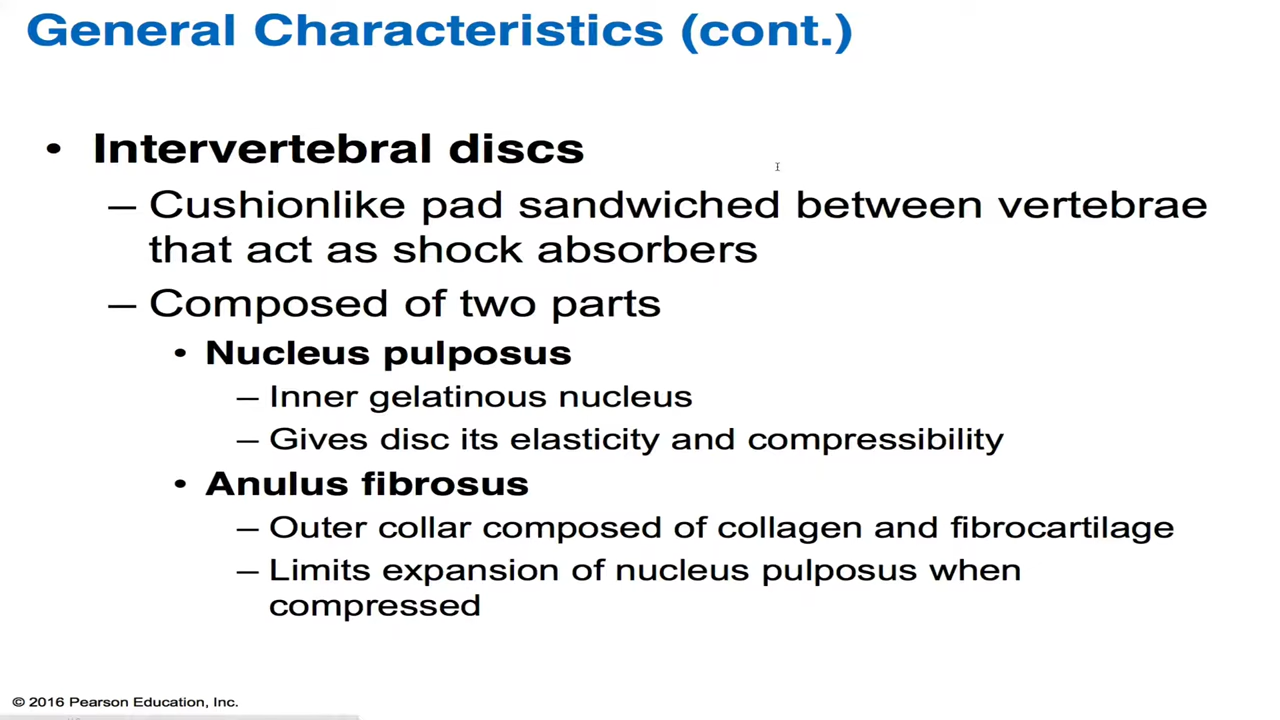 General Characteristics (cont.)
• Intervertebral discs
– Cushionlike pad sandwiched between vertebrae
that act as shock absorbers
– Composed of two parts
• Nucleus pulposus
– Inner gelatinous nucleus
– Gives disc its elasticity and compressibility
• Anulus fibrosus
– Outer collar composed of collagen and fibrocartilage
– Limits expansion of nucleus pulposus when
compressed
© 2016 Pearson Education, Inc.